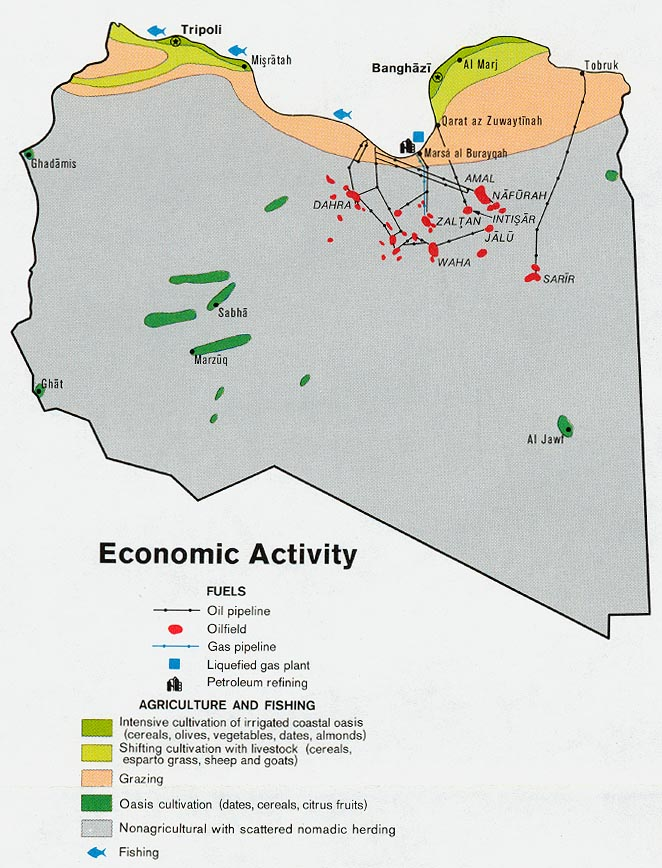 Tripoli
Miṣrātah
Banghāzī
Al Marj
Tobruk
Qarat az Zuwaytīnah
Marsá al Burayqah
Ghadāmis
AMAL
NĀFŪRAH
DAHRA
ZALṬAN
INTIṢĀR
JĀLŪ
WAHA
SARĪR
Sabhā
Marzūq
Ghāt
Al Jawf
Economic Activity
FUELS
Oil pipeline
Oilfield
Gas pipeline
Liquefied gas plant
Petroleum refining
AGRICULTURE AND FISHING
Intensive cultivation of irrigated coastal oasis
(cereals, olives, vegetables, dates, almonds)
Shifting cultivation with livestock (cereals,
esparto grass, sheep and goats)
Grazing
Oasis cultivation (dates, cereals, citrus fruits)
Nonagricultural with scattered nomadic herding
Fishing